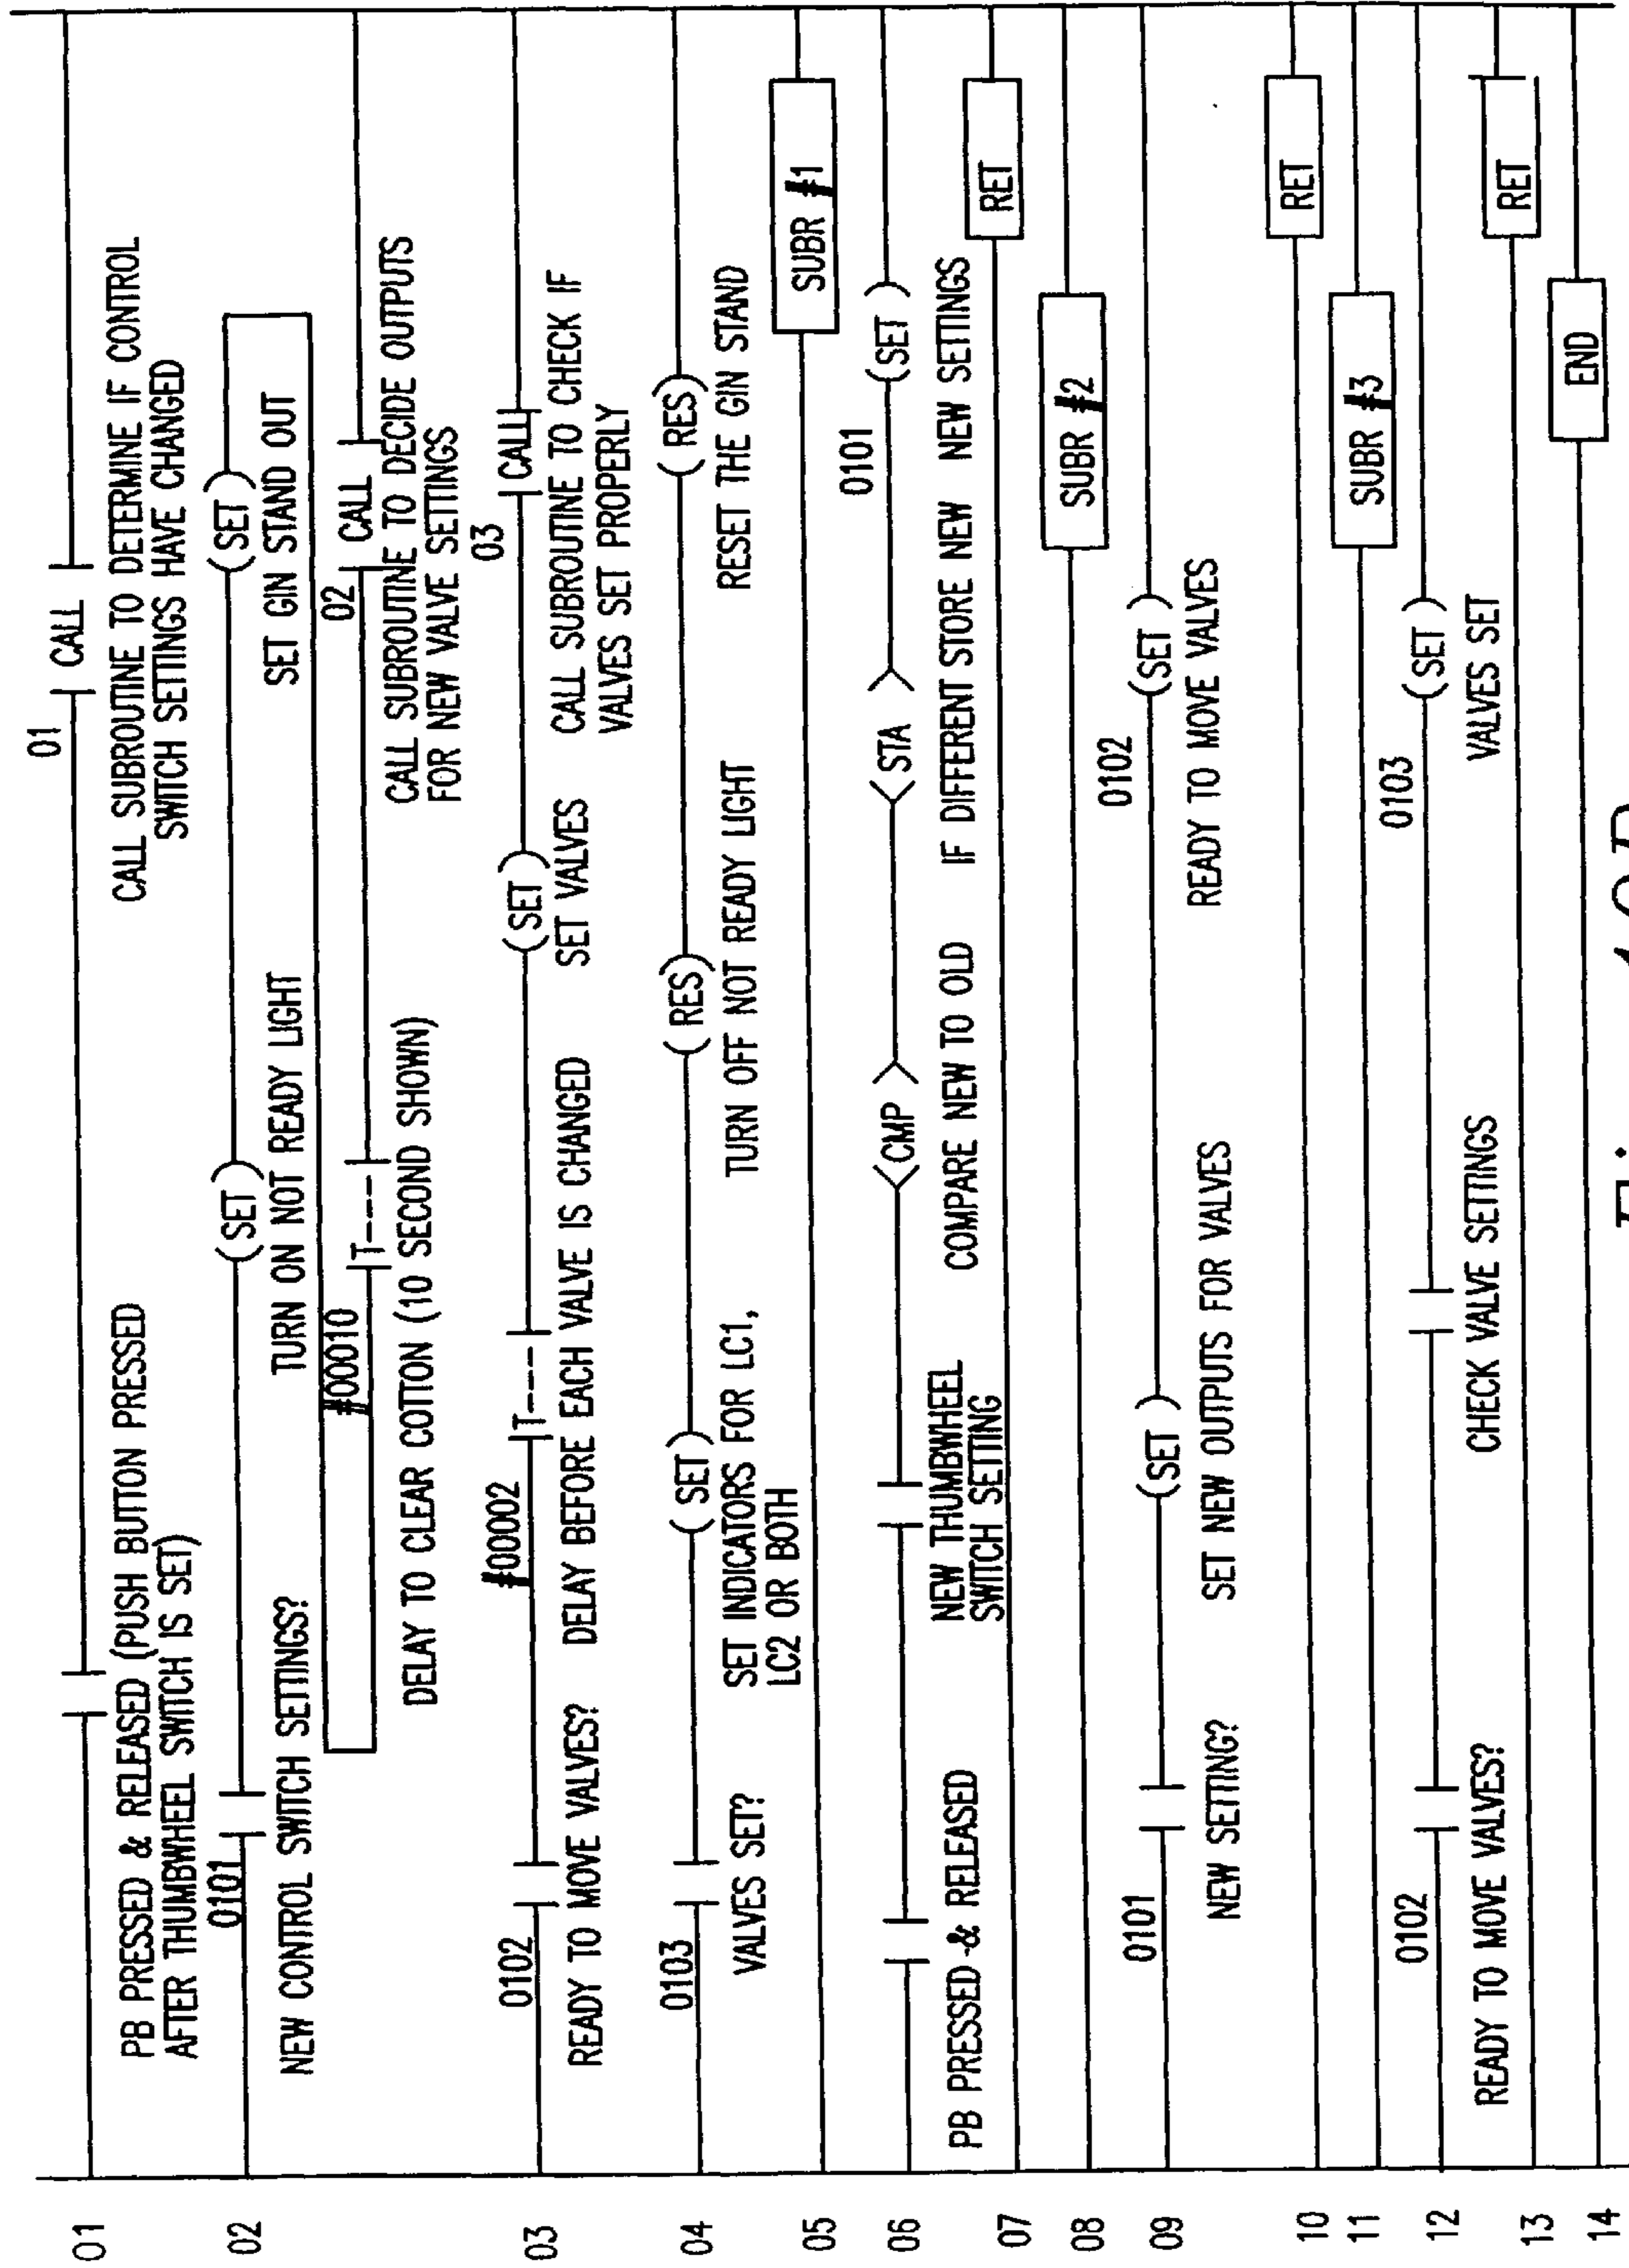 01
01
CALL
PB PRESSED & RELEASED (PUSH BUTTON PRESSED
AFTER THUMBWHEEL SWITCH IS SET)
CALL SUBROUTINE TO DETERMINE IF CONTROL
SWITCH SETTINGS HAVE CHANGED
02
0101
(SET)
(SET)
NEW CONTROL SWITCH SETTINGS?
TURN ON NOT READY LIGHT
SET GIN STAND OUT
#00010
T----
02
CALL
DELAY TO CLEAR COTTON (10 SECOND SHOWN)
CALL SUBROUTINE TO DECIDE OUTPUTS
FOR NEW VALVE SETTINGS
03
0102
#00002
T----
(SET)
03
CALL
READY TO MOVE VALVES?
DELAY BEFORE EACH VALVE IS CHANGED
SET VALVES
CALL SUBROUTINE TO CHECK IF
VALVES SET PROPERLY
04
0103
(SET)
(RES)
(RES)
VALVES SET?
SET INDICATORS FOR LC1,
LC2 OR BOTH
TURN OFF NOT READY LIGHT
RESET THE GIN STAND
05
SUBR #1
06
<CMP>
<STA>
0101
(SET)
PB PRESSED & RELEASED
NEW THUMBWHEEL
SWITCH SETTING
COMPARE NEW TO OLD
IF DIFFERENT STORE NEW
NEW SETTINGS
07
RET
08
SUBR #2
09
0101
(SET)
0102
(SET)
NEW SETTING?
SET NEW OUTPUTS FOR VALVES
READY TO MOVE VALVES
10
RET
11
SUBR #3
12
0102
0103
(SET)
READY TO MOVE VALVES?
CHECK VALVE SETTINGS
VALVES SET
13
RET
14
END